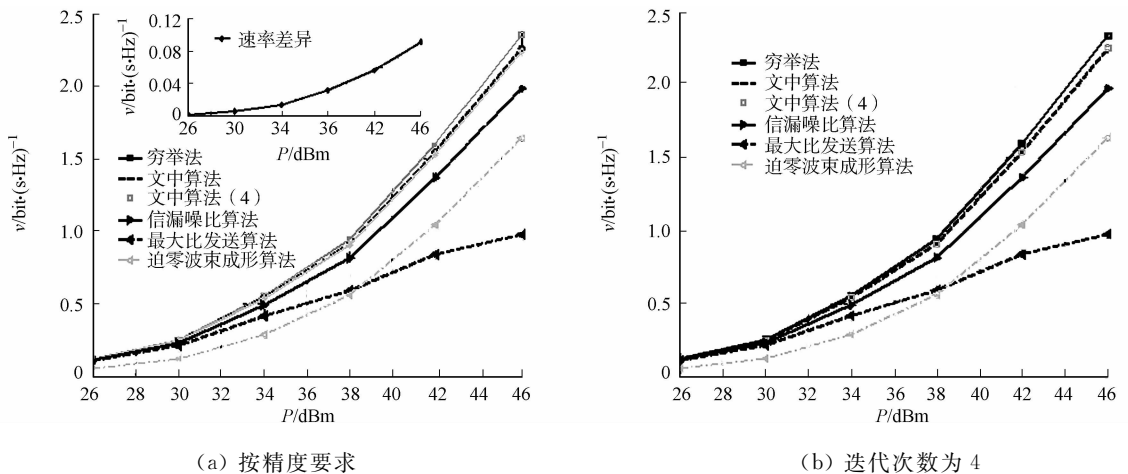 2.5
2.0
1.5
1.0
0.5
0
v/bit·(s·Hz)⁻¹
26 28 30 32 34 36 38 40 42 44 46
P/dBm
0.12
0.08
0.04
0
v/bit·(s·Hz)⁻¹
速率差异
26 30 34 36 42 46
P/dBm
穷举法
文中算法
文中算法(4)
信漏噪比算法
最大比发送算法
迫零波束成形算法
(a) 按精度要求
2.5
2.0
1.5
1.0
0.5
0
v/bit·(s·Hz)⁻¹
穷举法
文中算法
文中算法(4)
信漏噪比算法
最大比发送算法
迫零波束成形算法
26 28 30 32 34 36 38 40 42 44 46
P/dBm
(b) 迭代次数为 4